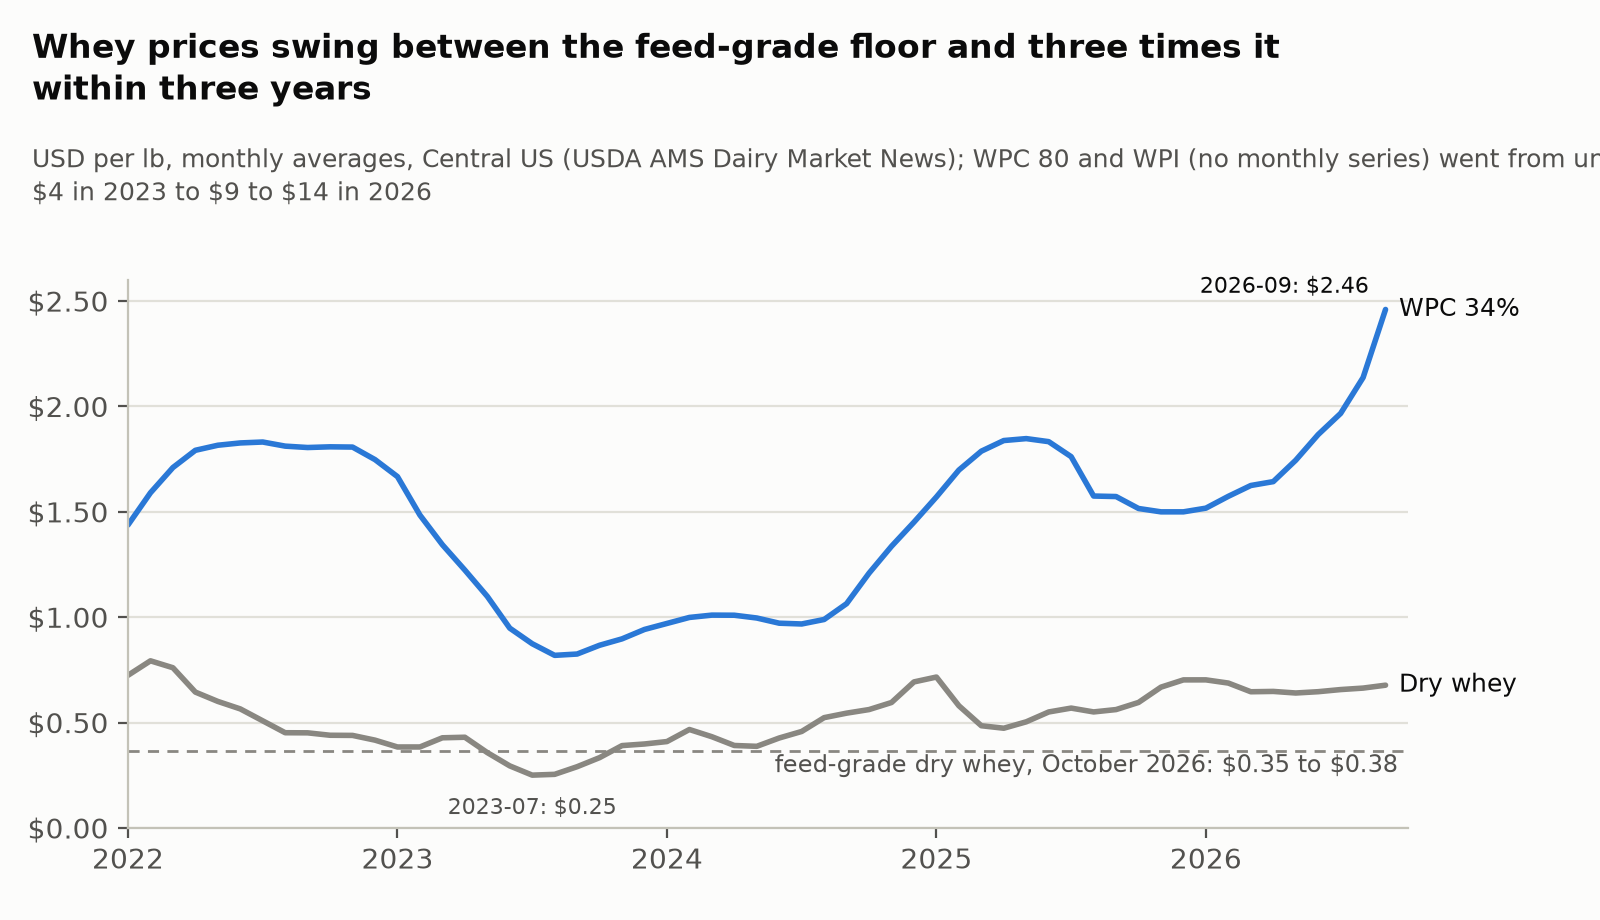 Whey prices swing between the feed-grade floor and three times it
within three years
USD per lb, monthly averages, Central US (USDA AMS Dairy Market News); WPC 80 and WPI (no monthly series) went from
$4 in 2023 to $9 to $14 in 2026
2026-09: $2.46
$2.50
WPC 34%
$2.00
$1.50
$1.00
Dry whey
$0.50
feed-grade dry whey, October 2026: $0.35 to $0.38
2023-07: $0.25
$0.00
2022 2023 2024 2025 2026